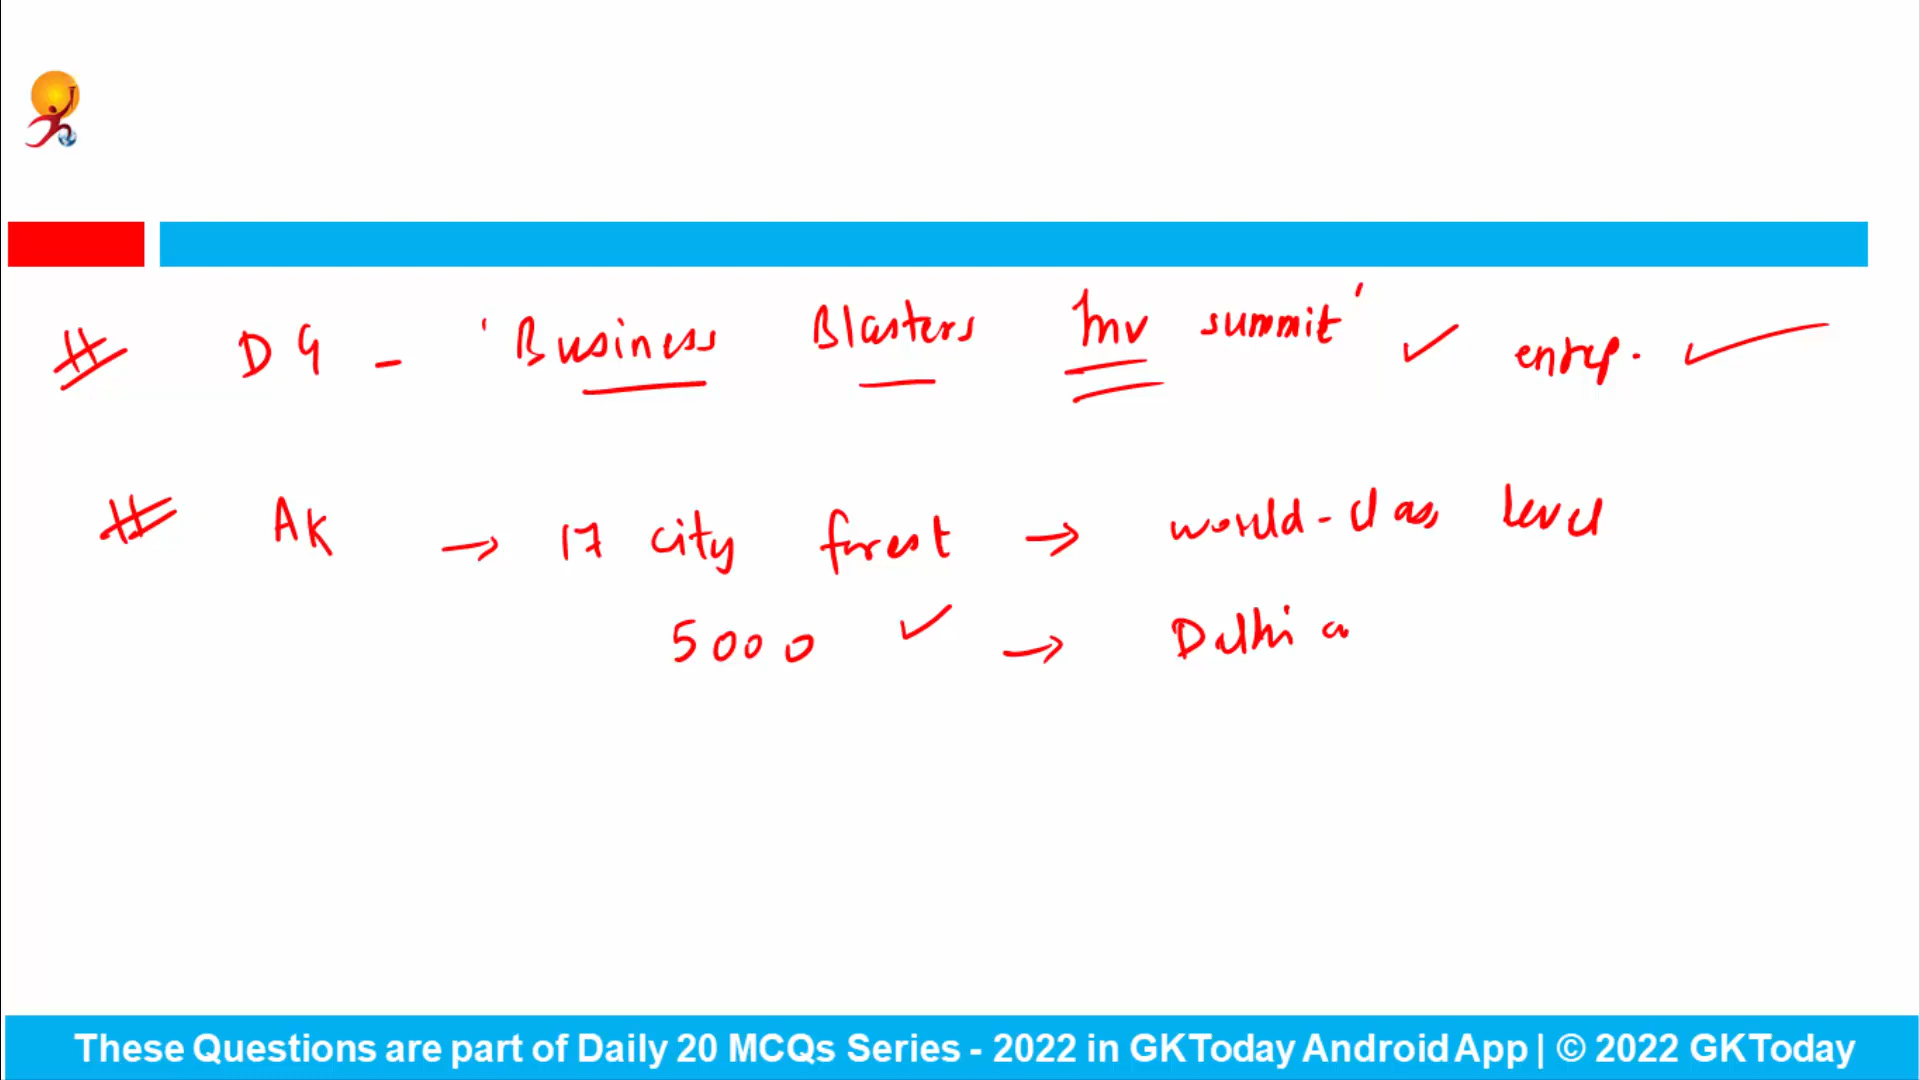 # DG - 'Business Blasters Inv summit' ✓ entrep. ✓
# AK → 17 city forest → world-class level
5000 ✓ → Delhi
These Questions are part of Daily 20 MCQs Series - 2022 in GKToday Android App | © 2022 GKToday